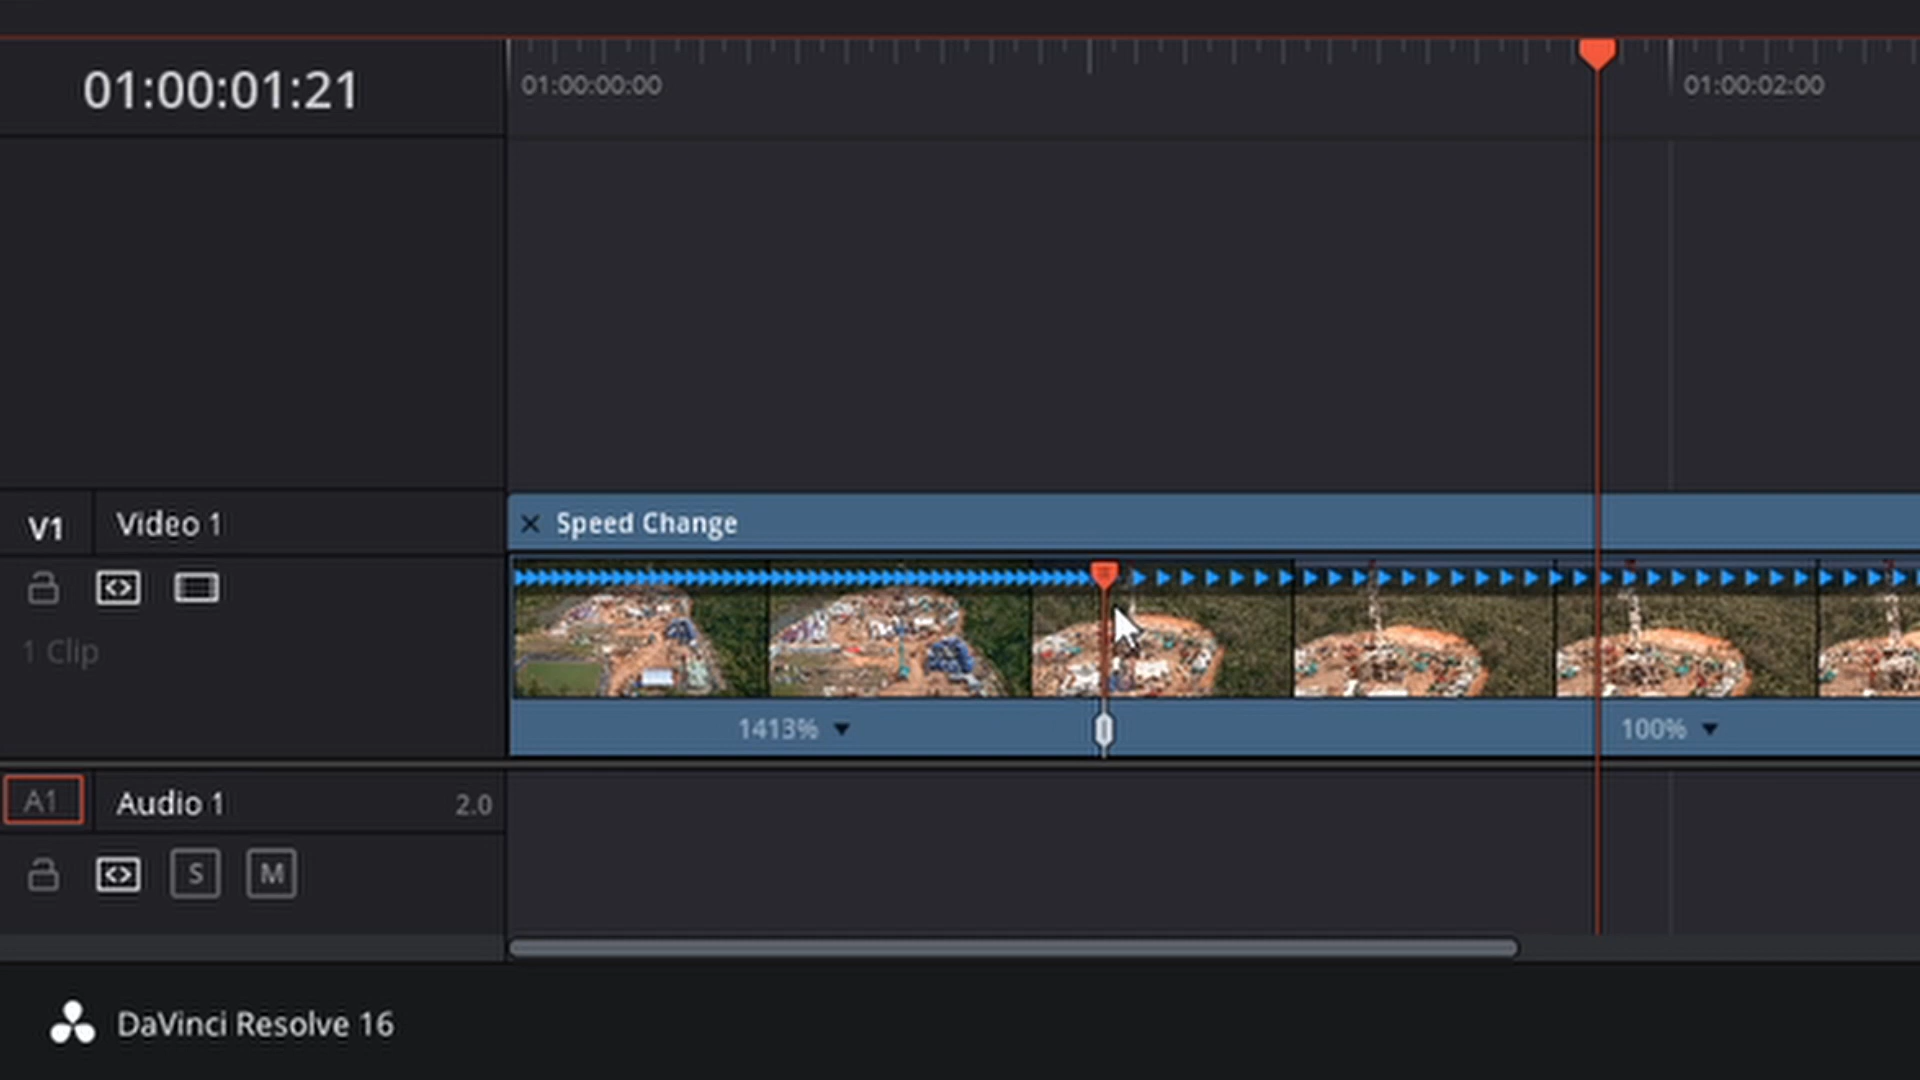 01:00:01:21
01:00:00:00
01:00:02:00
V1 Video 1
Speed Change
1 Clip
1413%
100%
A1 Audio 1 2.0
S M
DaVinci Resolve 16